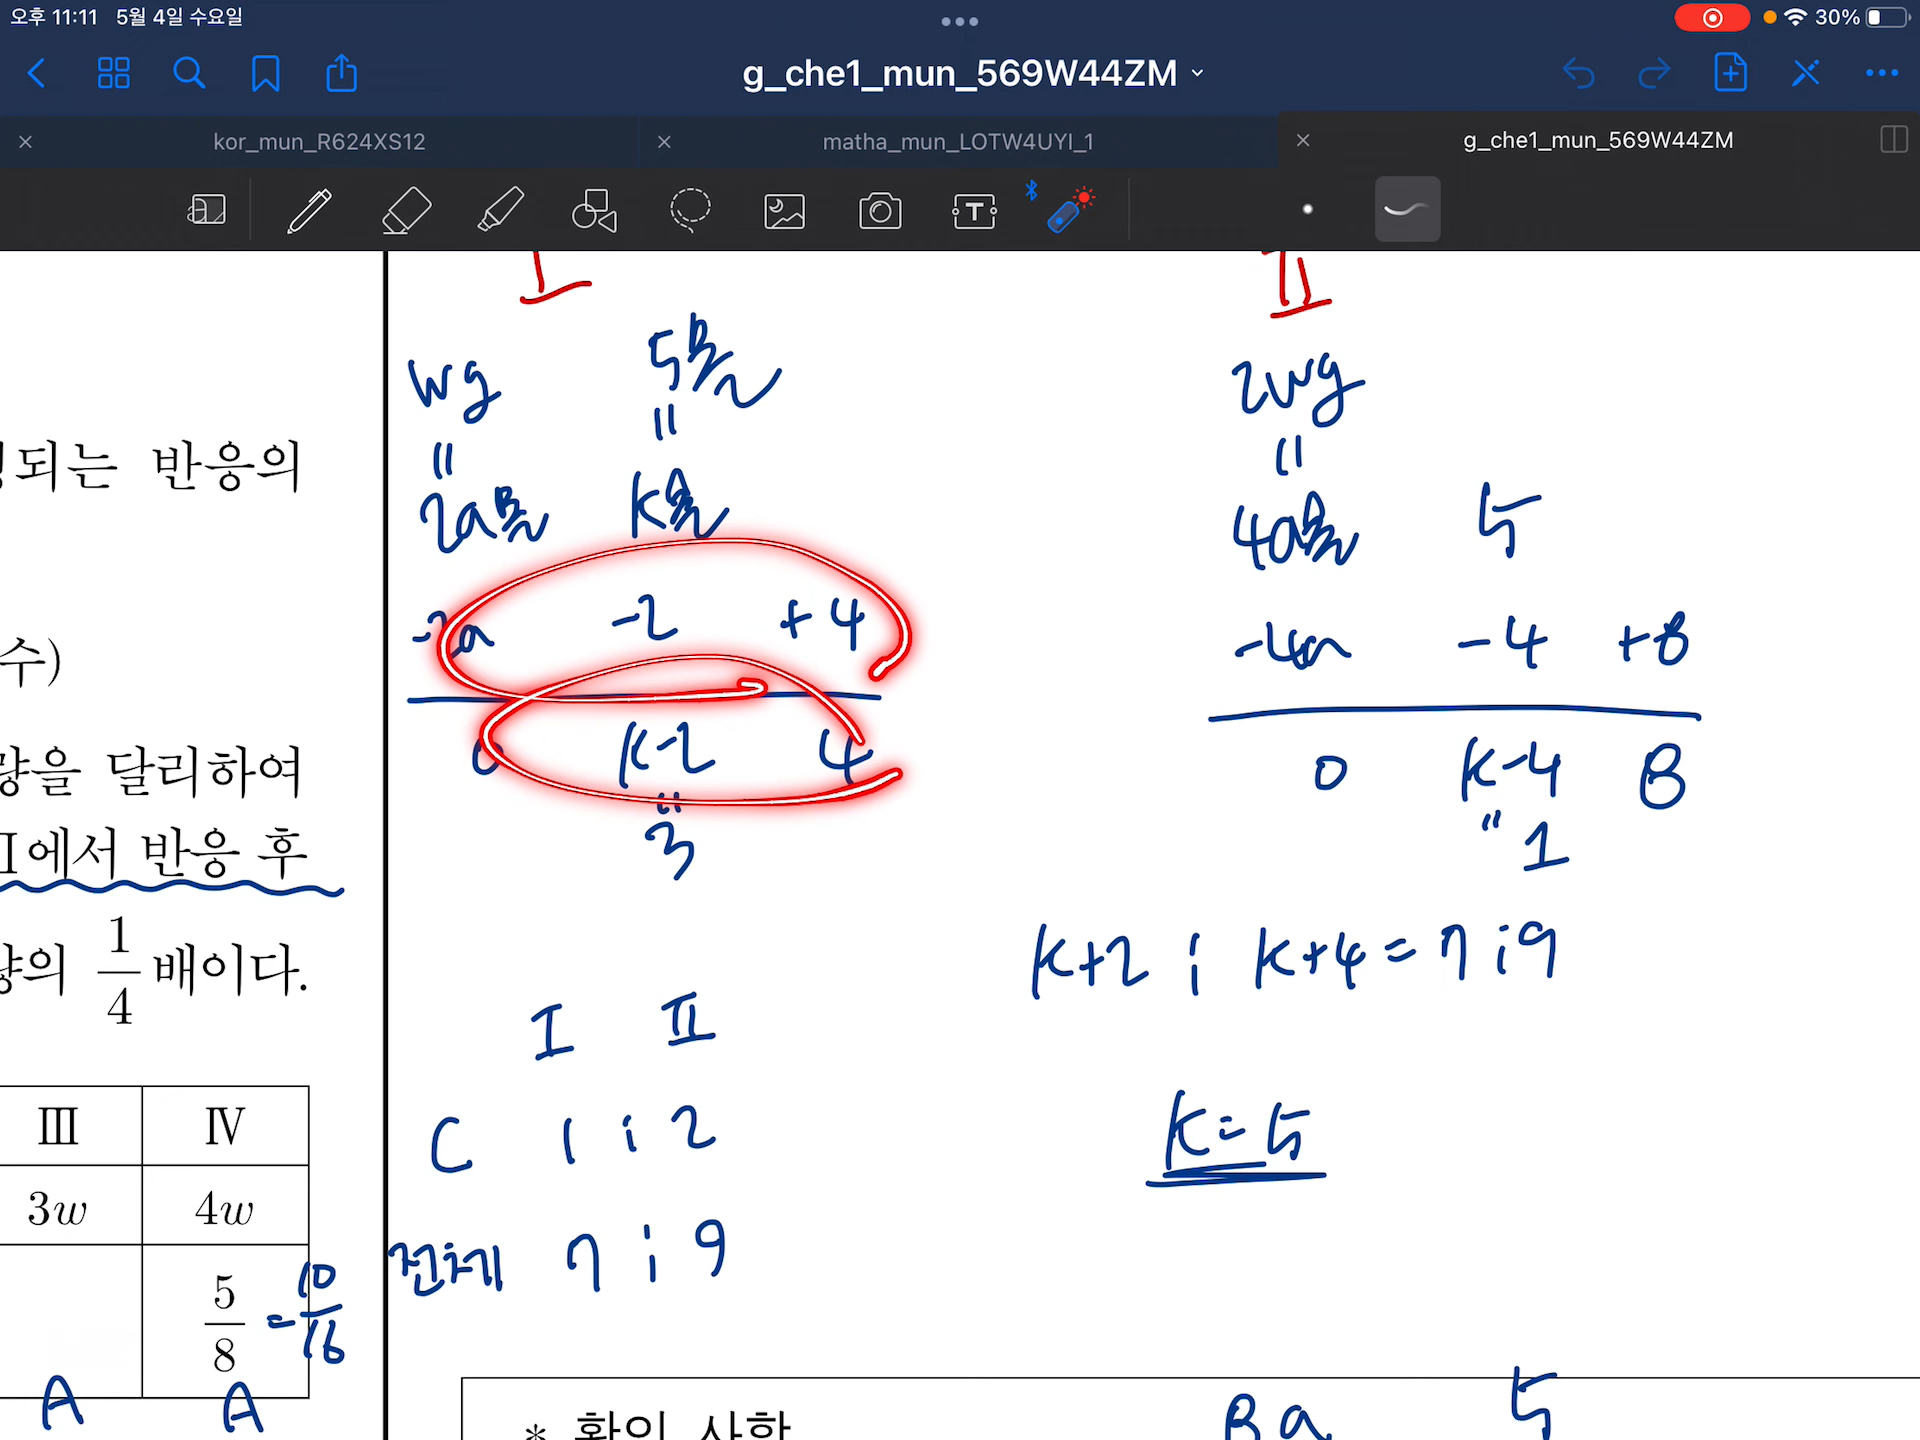 오후 11:11 5월 4일 수요일
30%
g_che1_mun_569W44ZM
kor_mun_R624XS12
matha_mun_LOTW4UYI_1
g_che1_mun_569W44ZM
I
II
wg 5몰
2wg
= =
=
2a몰 k몰
4a몰 5
되는 반응의
-2a -2 +4
-4a -4 +8
수)
0 k-2 4
0 k-4 8
= 3
= 1
량을 달리하여
I에서 반응 후
k+2 : k+4 = 7:9
양의 1/4 배이다.
I II
C 1 : 2
k=5
전체 7 : 9
III IV
3w 4w
5/8 = 10/16
A A
* 확인 사항
8a 5